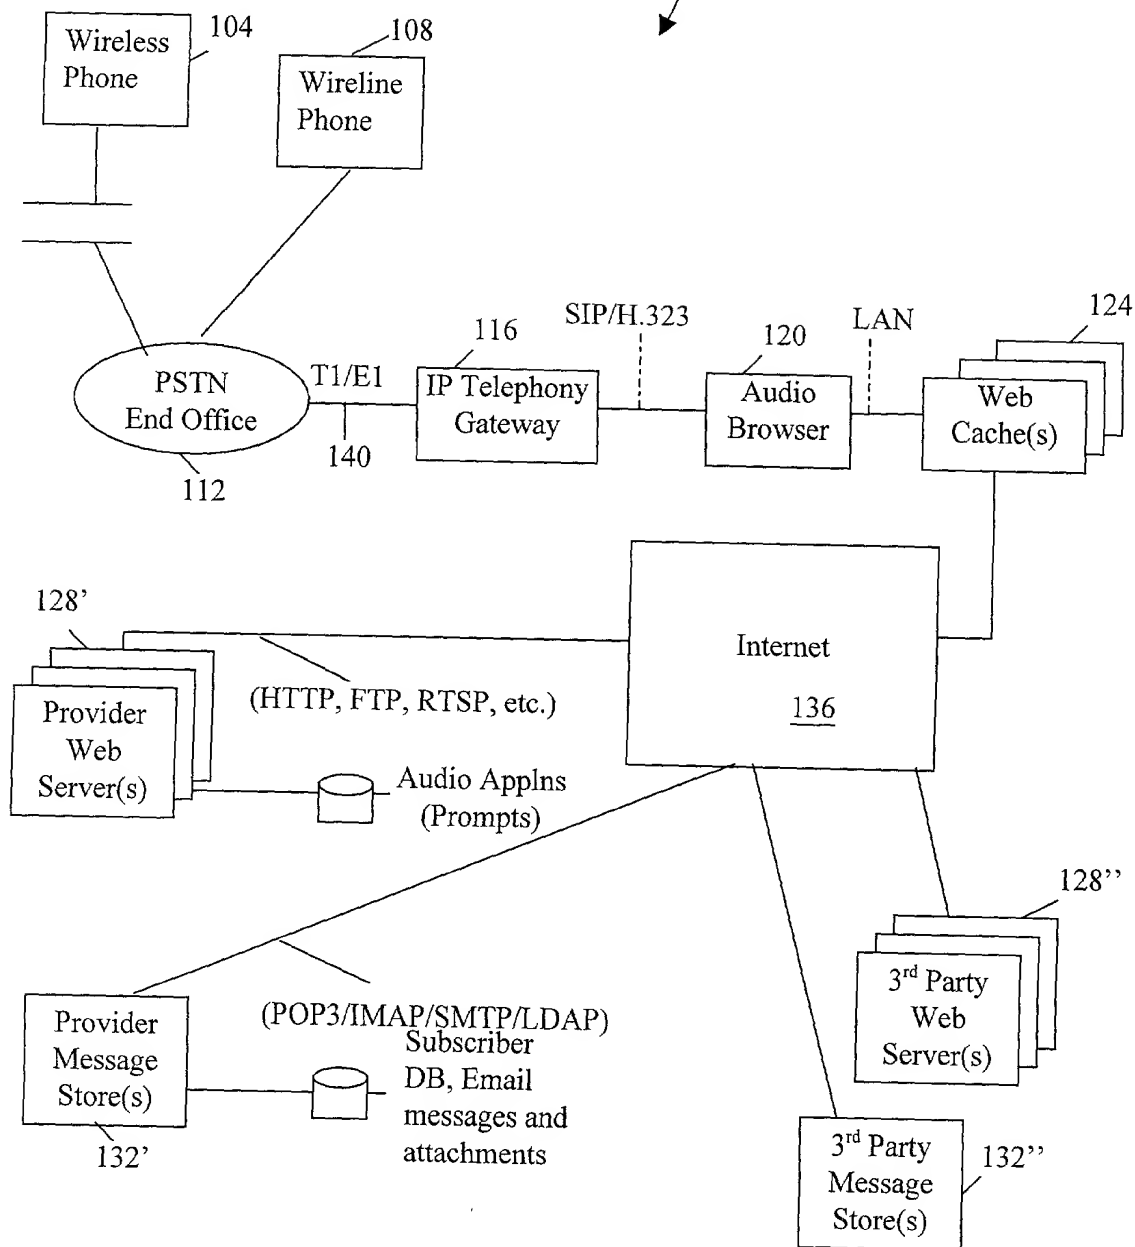 104
Wireless
Phone
108
Wireline
Phone
124
SIP/H.323
LAN
116
120
PSTN
End Office
T1/E1
IP Telephony
Gateway
Audio
Browser
Web
Cache(s)
140
112
128’
Internet
136
(HTTP, FTP, RTSP, etc.)
Provider
Web
Server(s)
Audio Applns
(Prompts)
128’’
3rd Party
Web
Server(s)
Provider
Message
Store(s)
132’
(POP3/IMAP/SMTP/LDAP)
Subscriber
DB, Email
messages and
attachments
3rd Party
Message
Store(s)
132’’